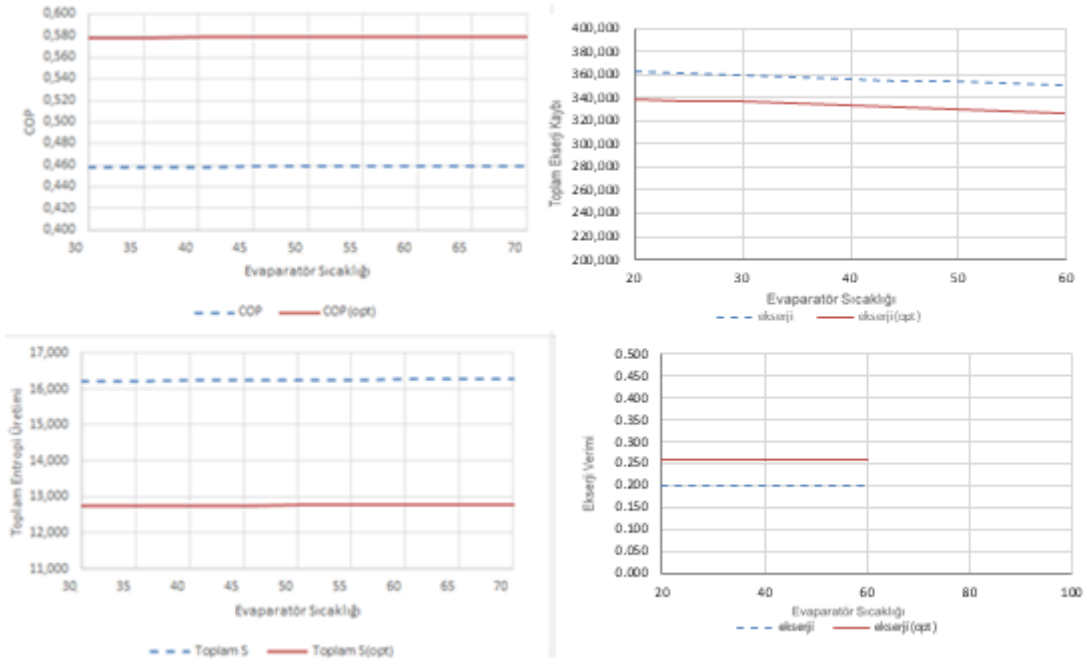 0,600
0,580
0,560
0,540
0,520
0,500
0,480
0,460
0,440
0,420
0,400
COP
30 35 40 45 50 55 60 65 70
Evaparatör Sıcaklığı
COP COP(opt)
400,000
380,000
360,000
340,000
320,000
300,000
280,000
260,000
240,000
220,000
200,000
Toplam Ekserji Kaybı
20 30 40 50 60
Evaparatör Sıcaklığı
ekserji ekserji(opt.)
17,000
16,000
15,000
14,000
13,000
12,000
11,000
Toplam Entropi Üretimi
30 35 40 45 50 55 60 65 70
Evaparatör Sıcaklığı
Toplam S Toplam S(opt)
0.500
0.450
0.400
0.350
0.300
0.250
0.200
0.150
0.100
0.050
0.000
Ekserji Verimi
20 40 60 80 100
Evaparatör Sıcaklığı
ekserji ekserji(opt.)